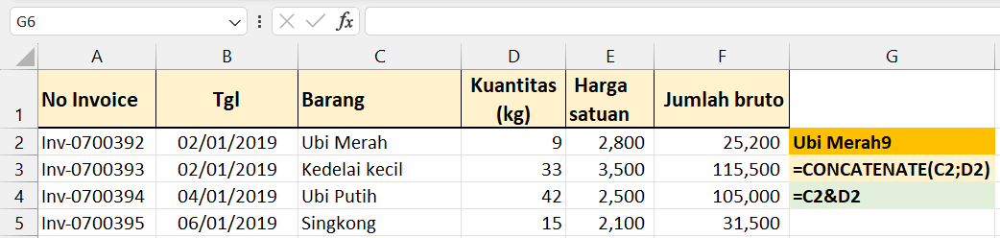 G6 fx
A B C D E F G
1 No Invoice Tgl Barang Kuantitas (kg) Harga satuan Jumlah bruto
2 Inv-0700392 02/01/2019 Ubi Merah 9 2,800 25,200 Ubi Merah9
3 Inv-0700393 02/01/2019 Kedelai kecil 33 3,500 115,500 =CONCATENATE(C2;D2)
4 Inv-0700394 04/01/2019 Ubi Putih 42 2,500 105,000 =C2&D2
5 Inv-0700395 06/01/2019 Singkong 15 2,100 31,500